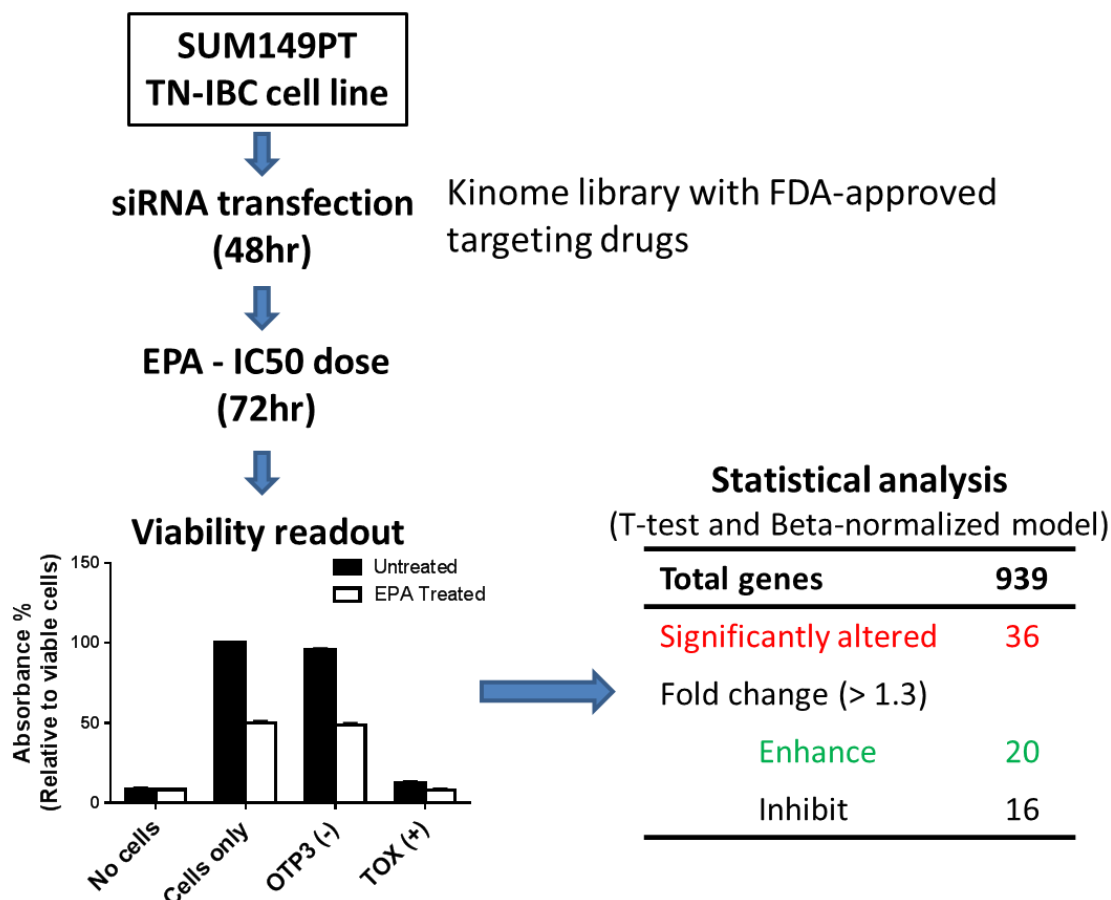 SUM149PT
TN-IBC cell line
siRNA transfection
(48hr)
Kinome library with FDA-approved
targeting drugs
EPA - IC50 dose
(72hr)
Viability readout
Absorbance %
(Relative to viable cells)
150
100
50
0
Untreated
EPA Treated
No cells
Cells only
OTP3 (-)
TOX (+)
Statistical analysis
(T-test and Beta-normalized model)
Total genes 939
Significantly altered 36
Fold change (> 1.3)
Enhance 20
Inhibit 16